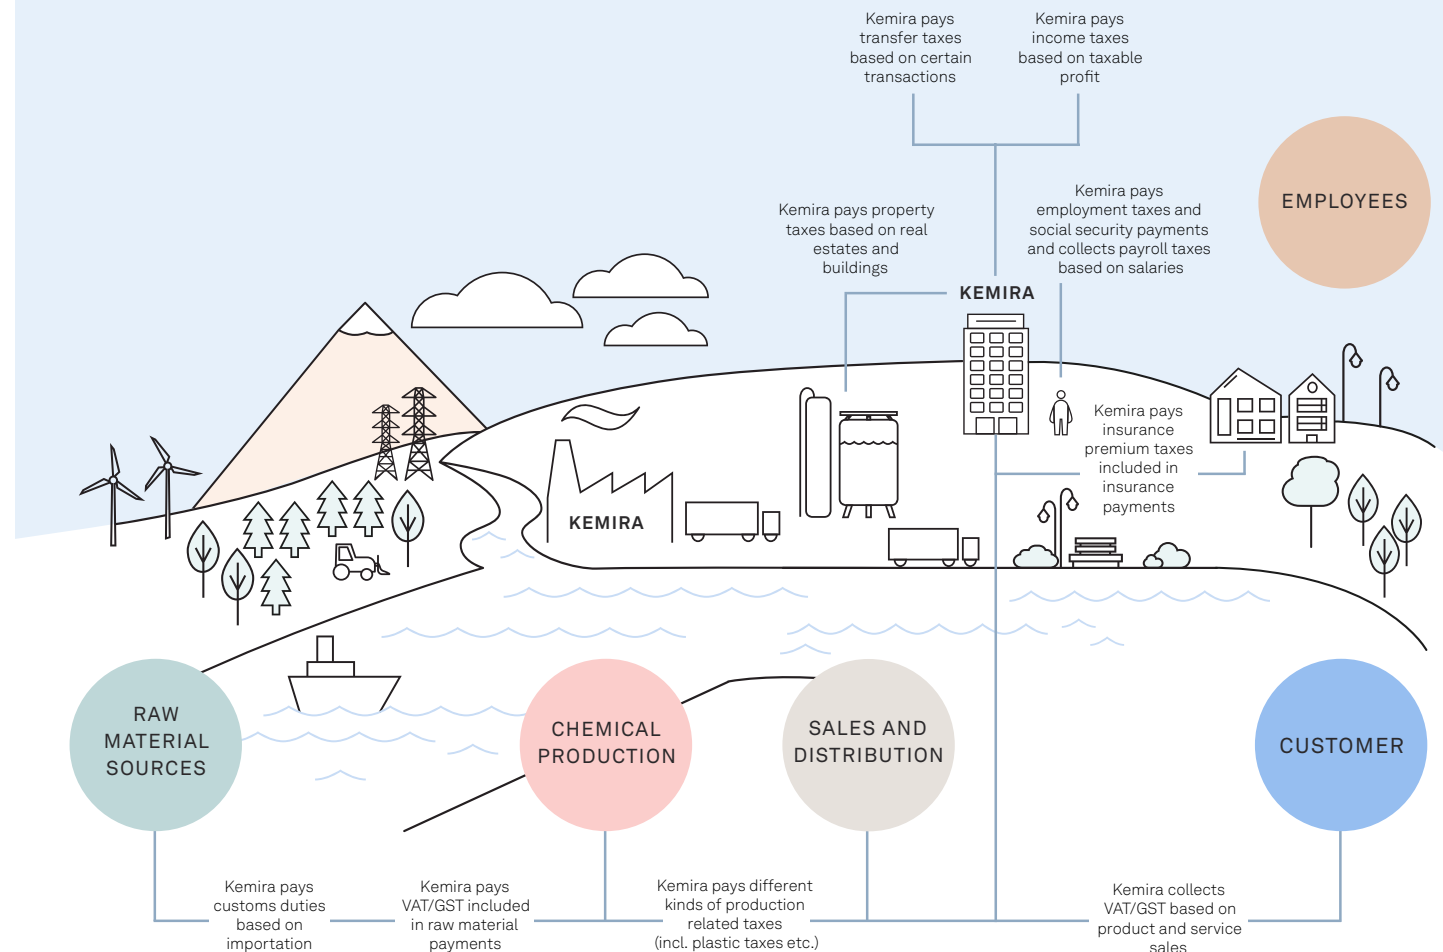 Kemira pays
transfer taxes
based on certain
transactions
Kemira pays
income taxes
based on taxable
profit
EMPLOYEES
Kemira pays property
taxes based on real
estates and
buildings
Kemira pays
employment taxes and
social security payments
and collects payroll taxes
based on salaries
KEMIRA
Kemira pays
insurance
premium taxes
included in
insurance
payments
KEMIRA
RAW
MATERIAL
SOURCES
CHEMICAL
PRODUCTION
SALES AND
DISTRIBUTION
CUSTOMER
Kemira pays
customs duties
based on
importation
Kemira pays
VAT/GST included
in raw material
payments
Kemira pays different
kinds of production
related taxes
(incl. plastic taxes etc.)
Kemira collects
VAT/GST based on
product and service
sales